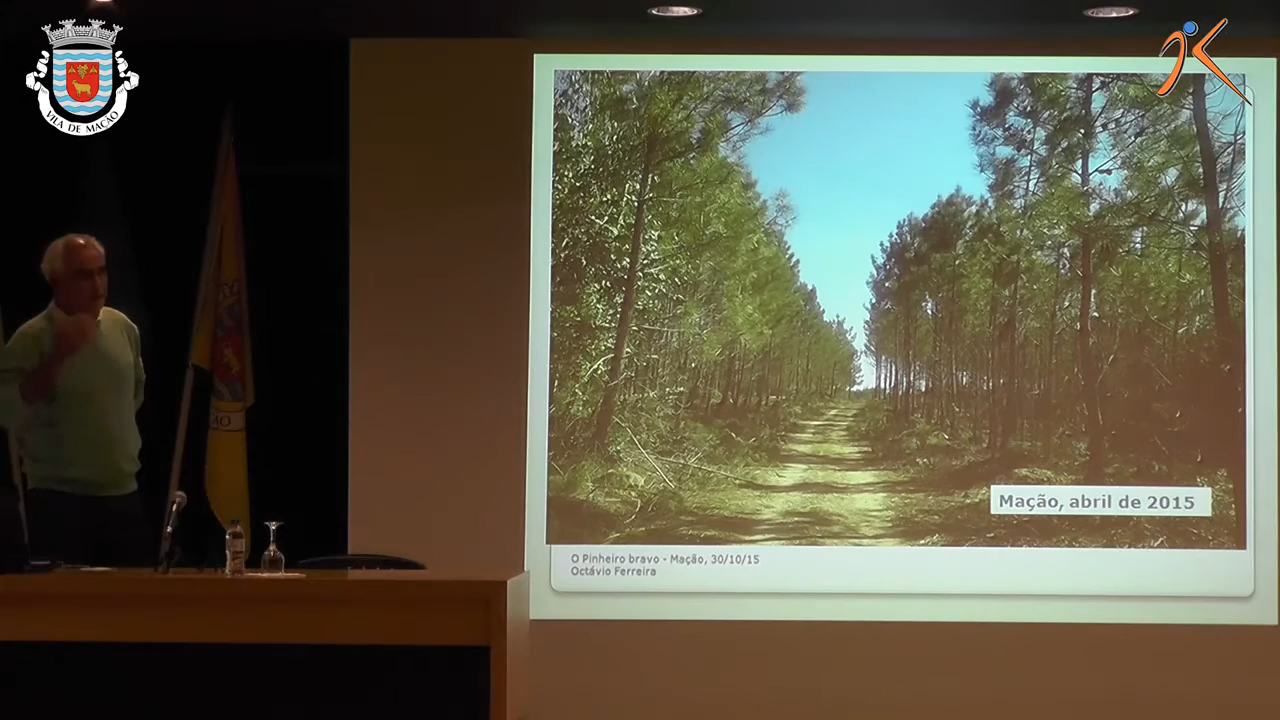 VILA DE MAÇÃO
Mação, abril de 2015
O Pinheiro bravo - Mação, 30/10/15
Octávio Ferreira